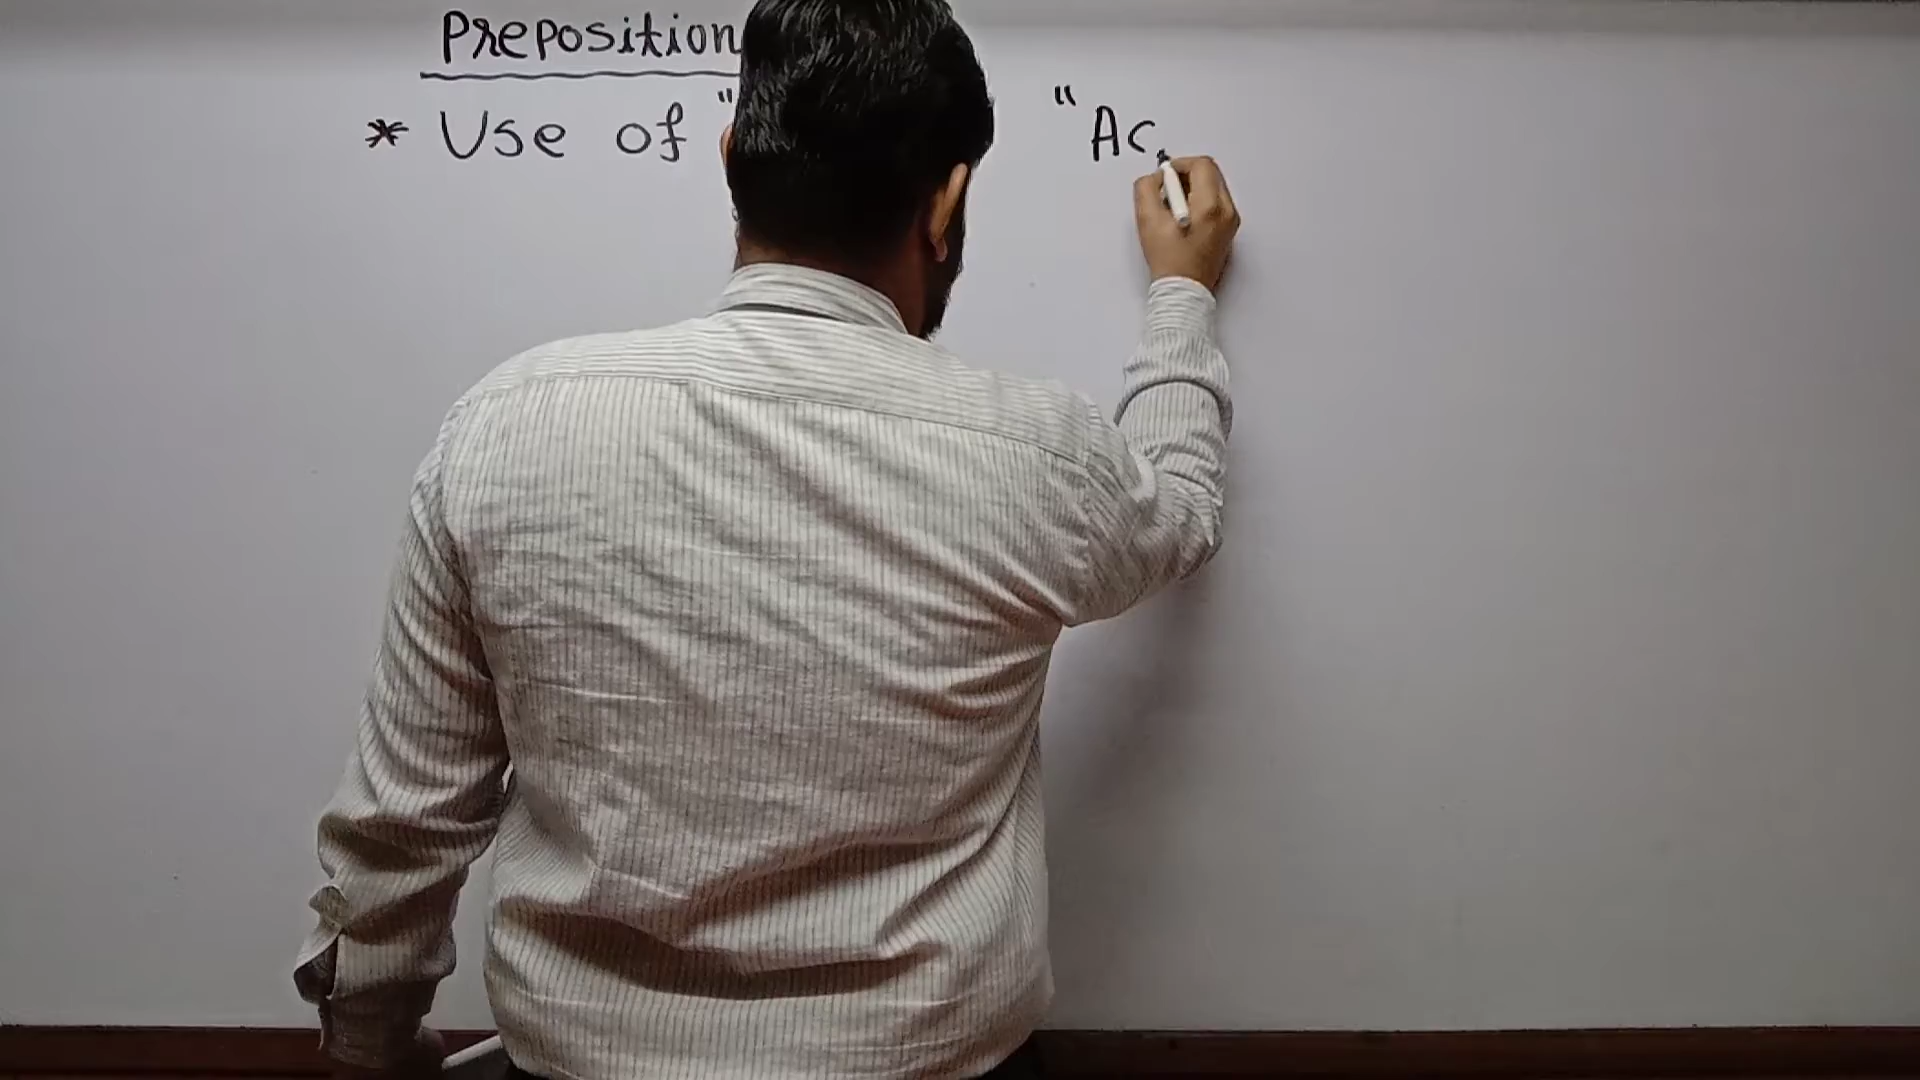 Preposition
* Use of " " Ac